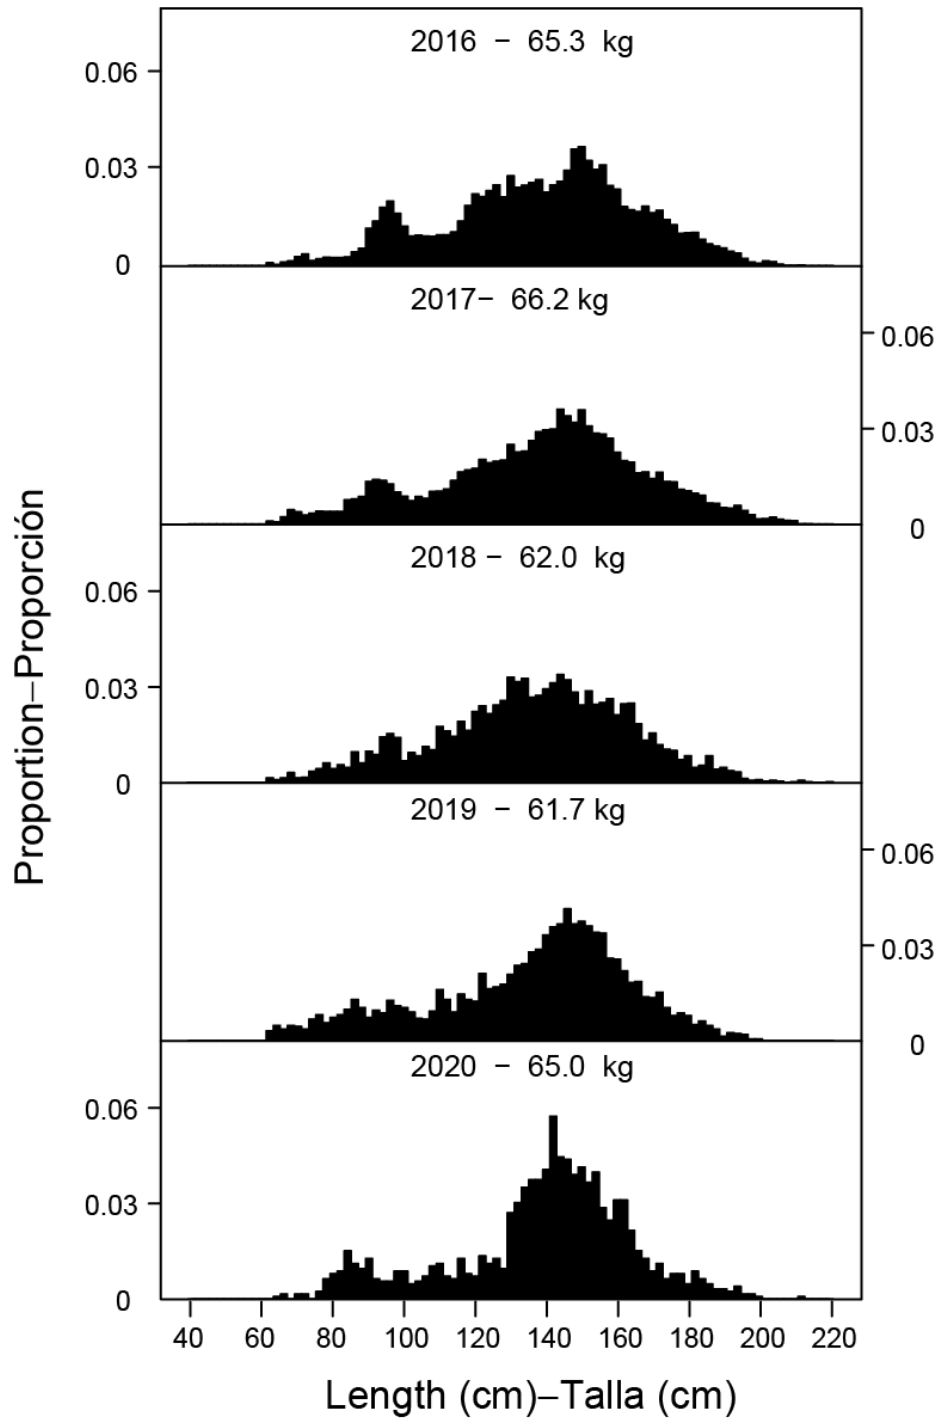 2016 − 65.3 kg
0.06
0.03
0
2017− 66.2 kg
0.06
0.03
0
2018 − 62.0 kg
0.06
0.03
0
2019 − 61.7 kg
0.06
0.03
0
2020 − 65.0 kg
0.06
0.03
0
Proportion−Proporción
40 60 80 100 120 140 160 180 200 220
Length (cm)−Talla (cm)